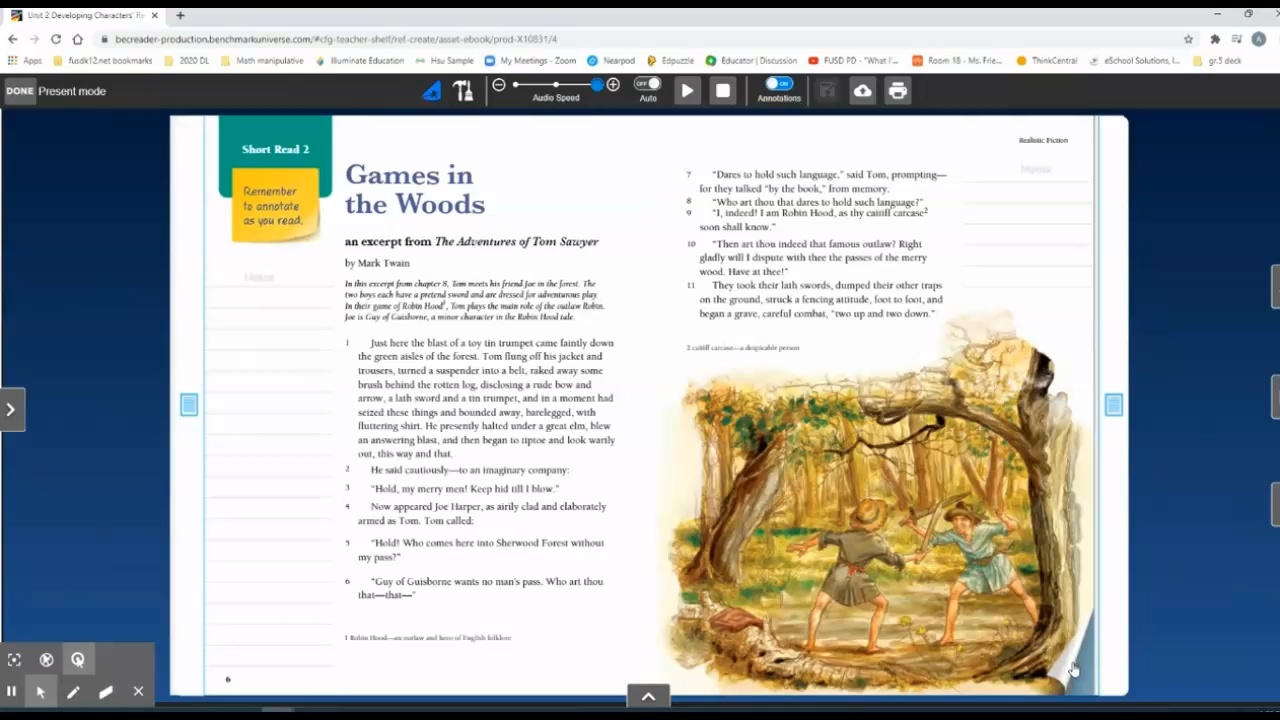 Unit 2 Developing Characters' Re
becreader-production.benchmarkuniverse.com/#cfg-teacher-shelf/ref-create/asset-ebook/prod-X10831/4
Apps
fusdk12.net bookmarks
2020 DL
Math manipulative
Illuminate Education
Hsu Sample
My Meetings - Zoom
Nearpod
Edpuzzle
Educator | Discussion
FUSD PD - "What I'...
Room 18 - Ms. Frie...
ThinkCentral
eSchool Solutions, I...
gr.5 deck
DONE Present mode
Audio Speed
OFF
Auto
ON
Annotations
Short Read 2
Remember
to annotate
as you read.
Notes
Games in
the Woods
an excerpt from The Adventures of Tom Sawyer
by Mark Twain
In this excerpt from chapter 8, Tom meets his friend Joe in the forest. The
two boys each have a pretend sword and are dressed for adventurous play.
In their game of Robin Hood1, Tom plays the main role of the outlaw Robin.
Joe is Guy of Guisborne, a minor character in the Robin Hood tale.
1 Just here the blast of a toy tin trumpet came faintly down
the green aisles of the forest. Tom flung off his jacket and
trousers, turned a suspender into a belt, raked away some
brush behind the rotten log, disclosing a rude bow and
arrow, a lath sword and a tin trumpet, and in a moment had
seized these things and bounded away, barelegged, with
fluttering shirt. He presently halted under a great elm, blew
an answering blast, and then began to tiptoe and look warily
out, this way and that.
2 He said cautiously—to an imaginary company:
3 "Hold, my merry men! Keep hid till I blow."
4 Now appeared Joe Harper, as airily clad and elaborately
armed as Tom. Tom called:
5 "Hold! Who comes here into Sherwood Forest without
my pass?"
6 "Guy of Guisborne wants no man's pass. Who art thou
that—that—"
1 Robin Hood—an outlaw and hero of English folklore
6
Realistic Fiction
Notes
7 "Dares to hold such language," said Tom, prompting—
for they talked "by the book," from memory.
8 "Who art thou that dares to hold such language?"
9 "I, indeed! I am Robin Hood, as thy caitiff carcase2
soon shall know."
10 "Then art thou indeed that famous outlaw? Right
gladly will I dispute with thee the passes of the merry
wood. Have at thee!"
11 They took their lath swords, dumped their other traps
on the ground, struck a fencing attitude, foot to foot, and
began a grave, careful combat, "two up and two down."
2 caitiff carcase—a despicable person